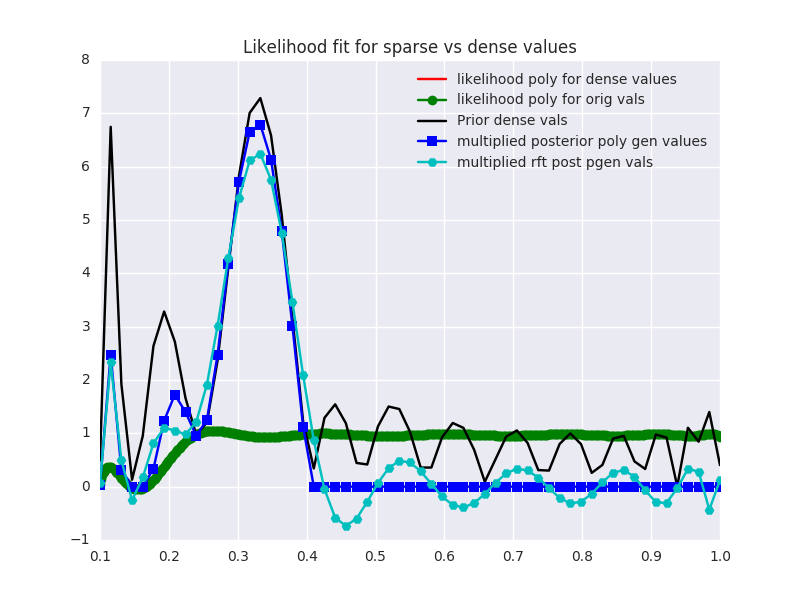 Likelihood fit for sparse vs dense values
8
7
6
5
4
3
2
1
0
−1
likelihood poly for dense values
likelihood poly for orig vals
Prior dense vals
multiplied posterior poly gen values
multiplied rft post pgen vals
0.1 0.2 0.3 0.4 0.5 0.6 0.7 0.8 0.9 1.0